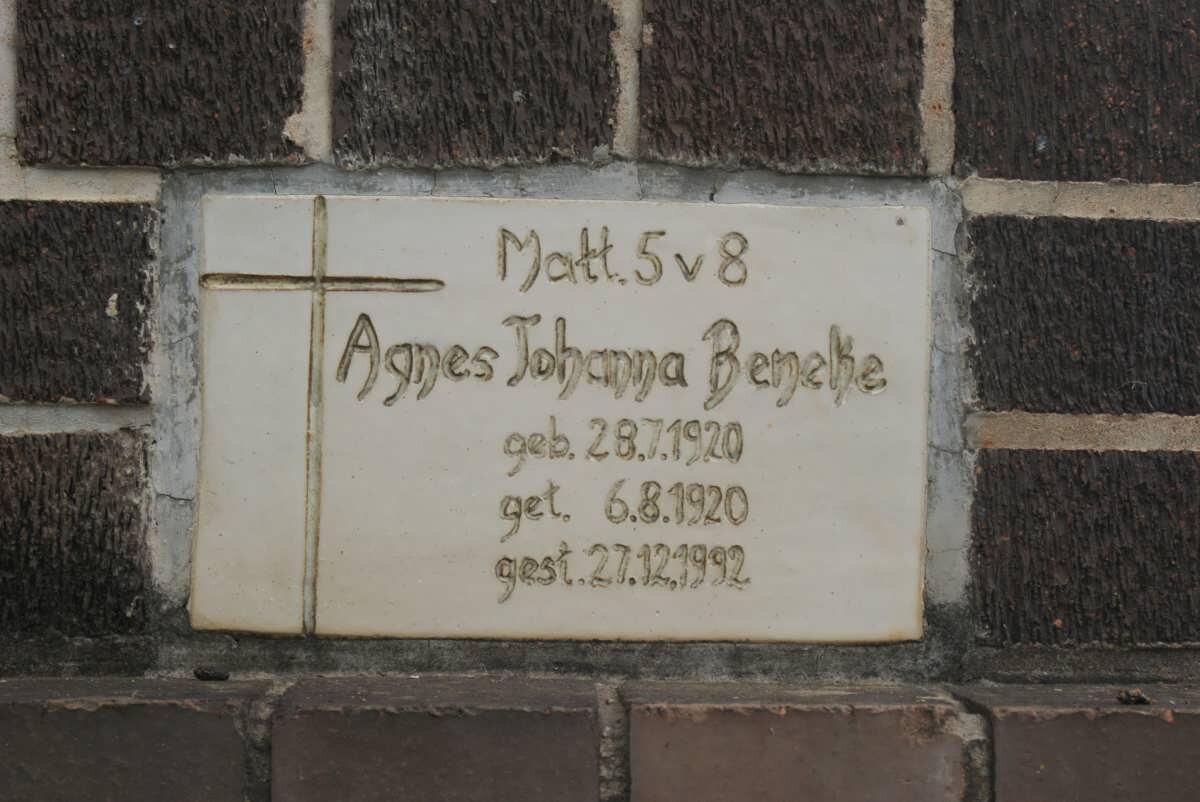 Matt. 5 v 8
Agnes Johanna Beneke
geb. 28.7.1920
get. 6.8.1920
gest. 27.12.1992